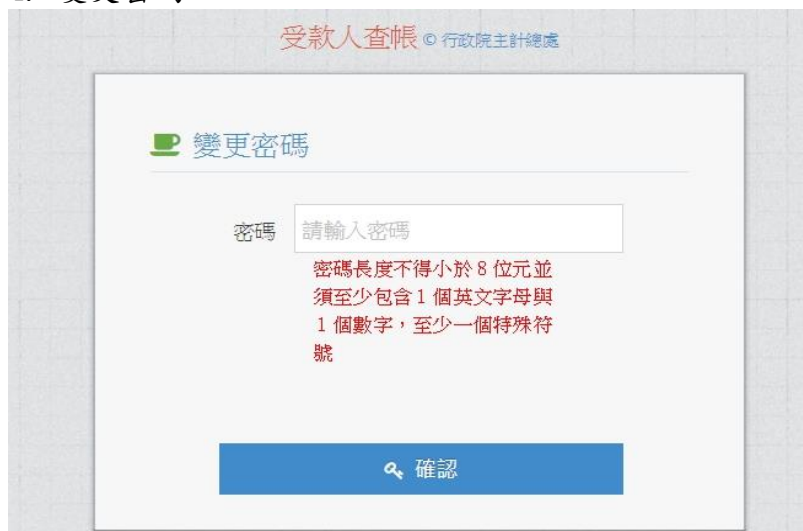 受款人查帳 © 行政院主計總處
變更密碼
密碼 請輸入密碼
密碼長度不得小於 8 位元並
須至少包含 1 個英文字母與
1 個數字，至少一個特殊符
號
確認